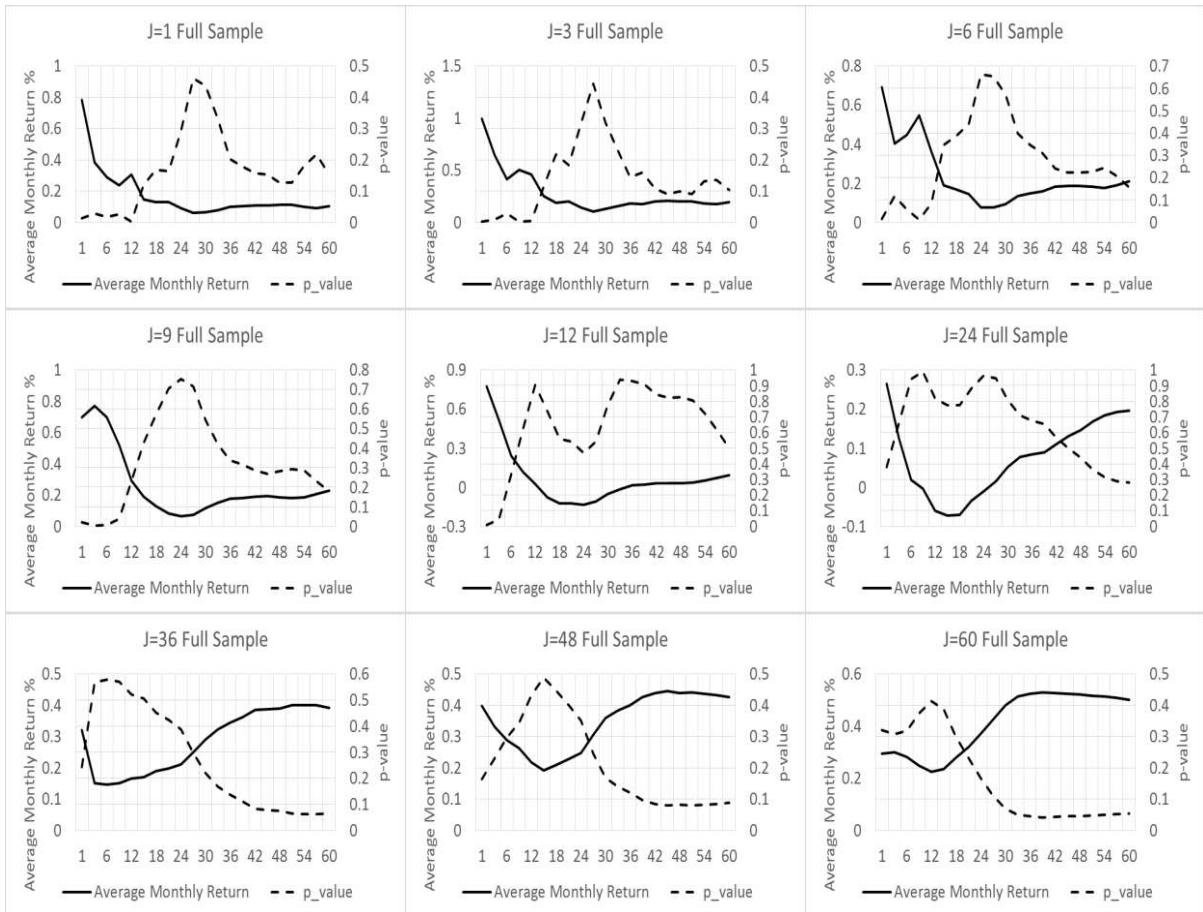 J=1 Full Sample
Average Monthly Return %
1
0.8
0.6
0.4
0.2
0
0.5
0.4
0.3
0.2
0.1
0
p-value
1 6 12 18 24 30 36 42 48 54 60
Average Monthly Return p_value
J=3 Full Sample
Average Monthly Return %
1.5
1
0.5
0
0.5
0.4
0.3
0.2
0.1
0
p-value
1 6 12 18 24 30 36 42 48 54 60
Average Monthly Return p_value
J=6 Full Sample
Average Monthly Return %
0.8
0.6
0.4
0.2
0
0.7
0.6
0.5
0.4
0.3
0.2
0.1
0
p-value
1 6 12 18 24 30 36 42 48 54 60
Average Monthly Return p_value
J=9 Full Sample
Average Monthly Return %
1
0.8
0.6
0.4
0.2
0
0.8
0.7
0.6
0.5
0.4
0.3
0.2
0.1
0
p-value
1 6 12 18 24 30 36 42 48 54 60
Average Monthly Return p_value
J=12 Full Sample
Average Monthly Return %
0.9
0.6
0.3
0
-0.3
1
0.9
0.8
0.7
0.6
0.5
0.4
0.3
0.2
0.1
0
p-value
1 6 12 18 24 30 36 42 48 54 60
Average Monthly Return p_value
J=24 Full Sample
Average Monthly Return %
0.3
0.2
0.1
0
-0.1
1
0.9
0.8
0.7
0.6
0.5
0.4
0.3
0.2
0.1
0
p-value
1 6 12 18 24 30 36 42 48 54 60
Average Monthly Return p_value
J=36 Full Sample
Average Monthly Return %
0.5
0.4
0.3
0.2
0.1
0
0.6
0.5
0.4
0.3
0.2
0.1
0
p-value
1 6 12 18 24 30 36 42 48 54 60
Average Monthly Return p_value
J=48 Full Sample
Average Monthly Return %
0.5
0.4
0.3
0.2
0.1
0
0.5
0.4
0.3
0.2
0.1
0
p-value
1 6 12 18 24 30 36 42 48 54 60
Average Monthly Return p_value
J=60 Full Sample
Average Monthly Return %
0.6
0.4
0.2
0
0.5
0.4
0.3
0.2
0.1
0
p-value
1 6 12 18 24 30 36 42 48 54 60
Average Monthly Return p_value